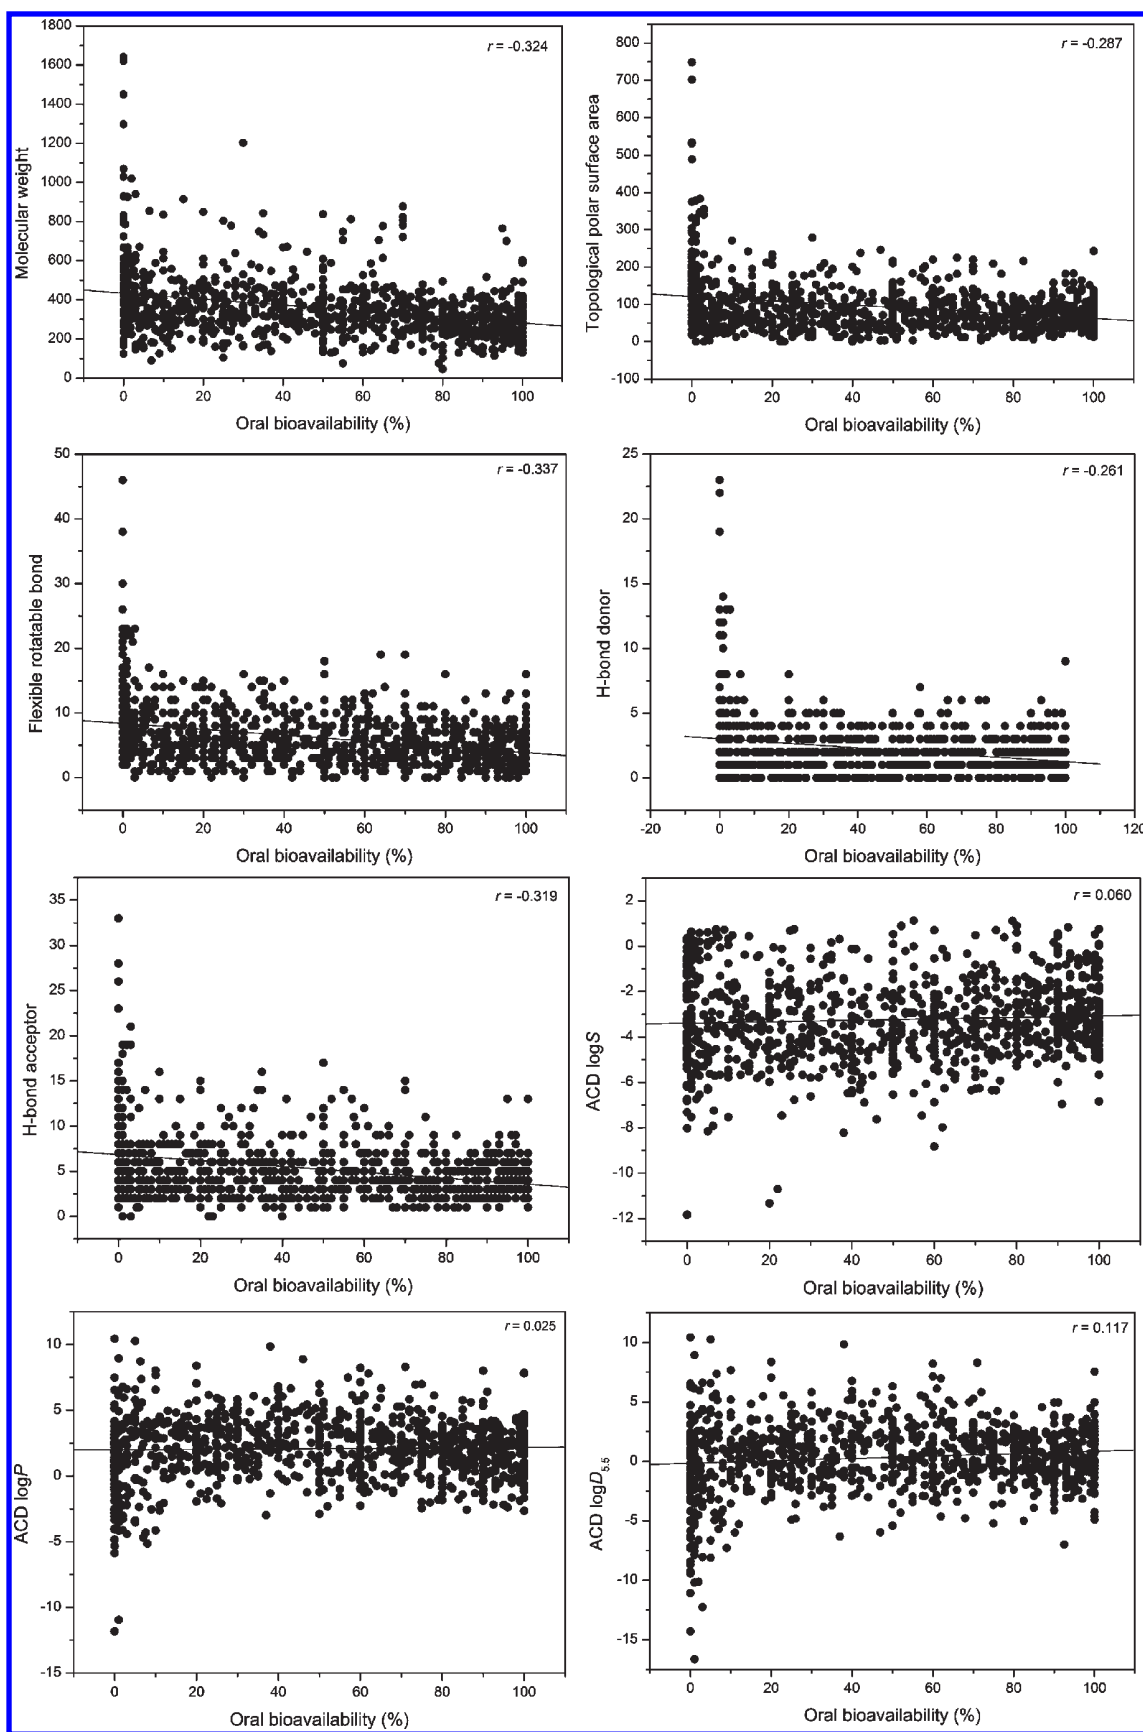 r = -0.324
Molecular weight
1800
1600
1400
1200
1000
800
600
400
200
0
0 20 40 60 80 100
Oral bioavailability (%)
r = -0.287
Topological polar surface area
800
700
600
500
400
300
200
100
0
-100
0 20 40 60 80 100
Oral bioavailability (%)
r = -0.337
Flexible rotatable bond
50
40
30
20
10
0
0 20 40 60 80 100
Oral bioavailability (%)
r = -0.261
H-bond donor
25
20
15
10
5
0
-20 0 20 40 60 80 100 120
Oral bioavailability (%)
r = -0.319
H-bond acceptor
35
30
25
20
15
10
5
0
0 20 40 60 80 100
Oral bioavailability (%)
r = 0.060
ACD logS
2
0
-2
-4
-6
-8
-10
-12
0 20 40 60 80 100
Oral bioavailability (%)
r = 0.025
ACD logP
10
5
0
-5
-10
-15
0 20 40 60 80 100
Oral bioavailability (%)
r = 0.117
ACD logD5.5
10
5
0
-5
-10
-15
0 20 40 60 80 100
Oral bioavailability (%)